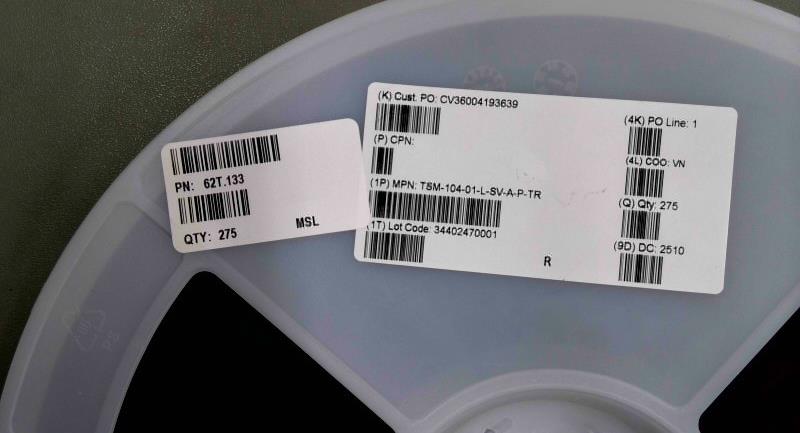 PN: 62T.133
QTY: 275
MSL
(K) Cust. PO: CV36004193639
(P) CPN:
(1P) MPN: TSM-104-01-L-SV-A-P-TR
(1T) Lot Code: 34402470001
R
(4K) PO Line: 1
(4L) COO: VN
(Q) Qty: 275
(9D) DC: 2510
PS